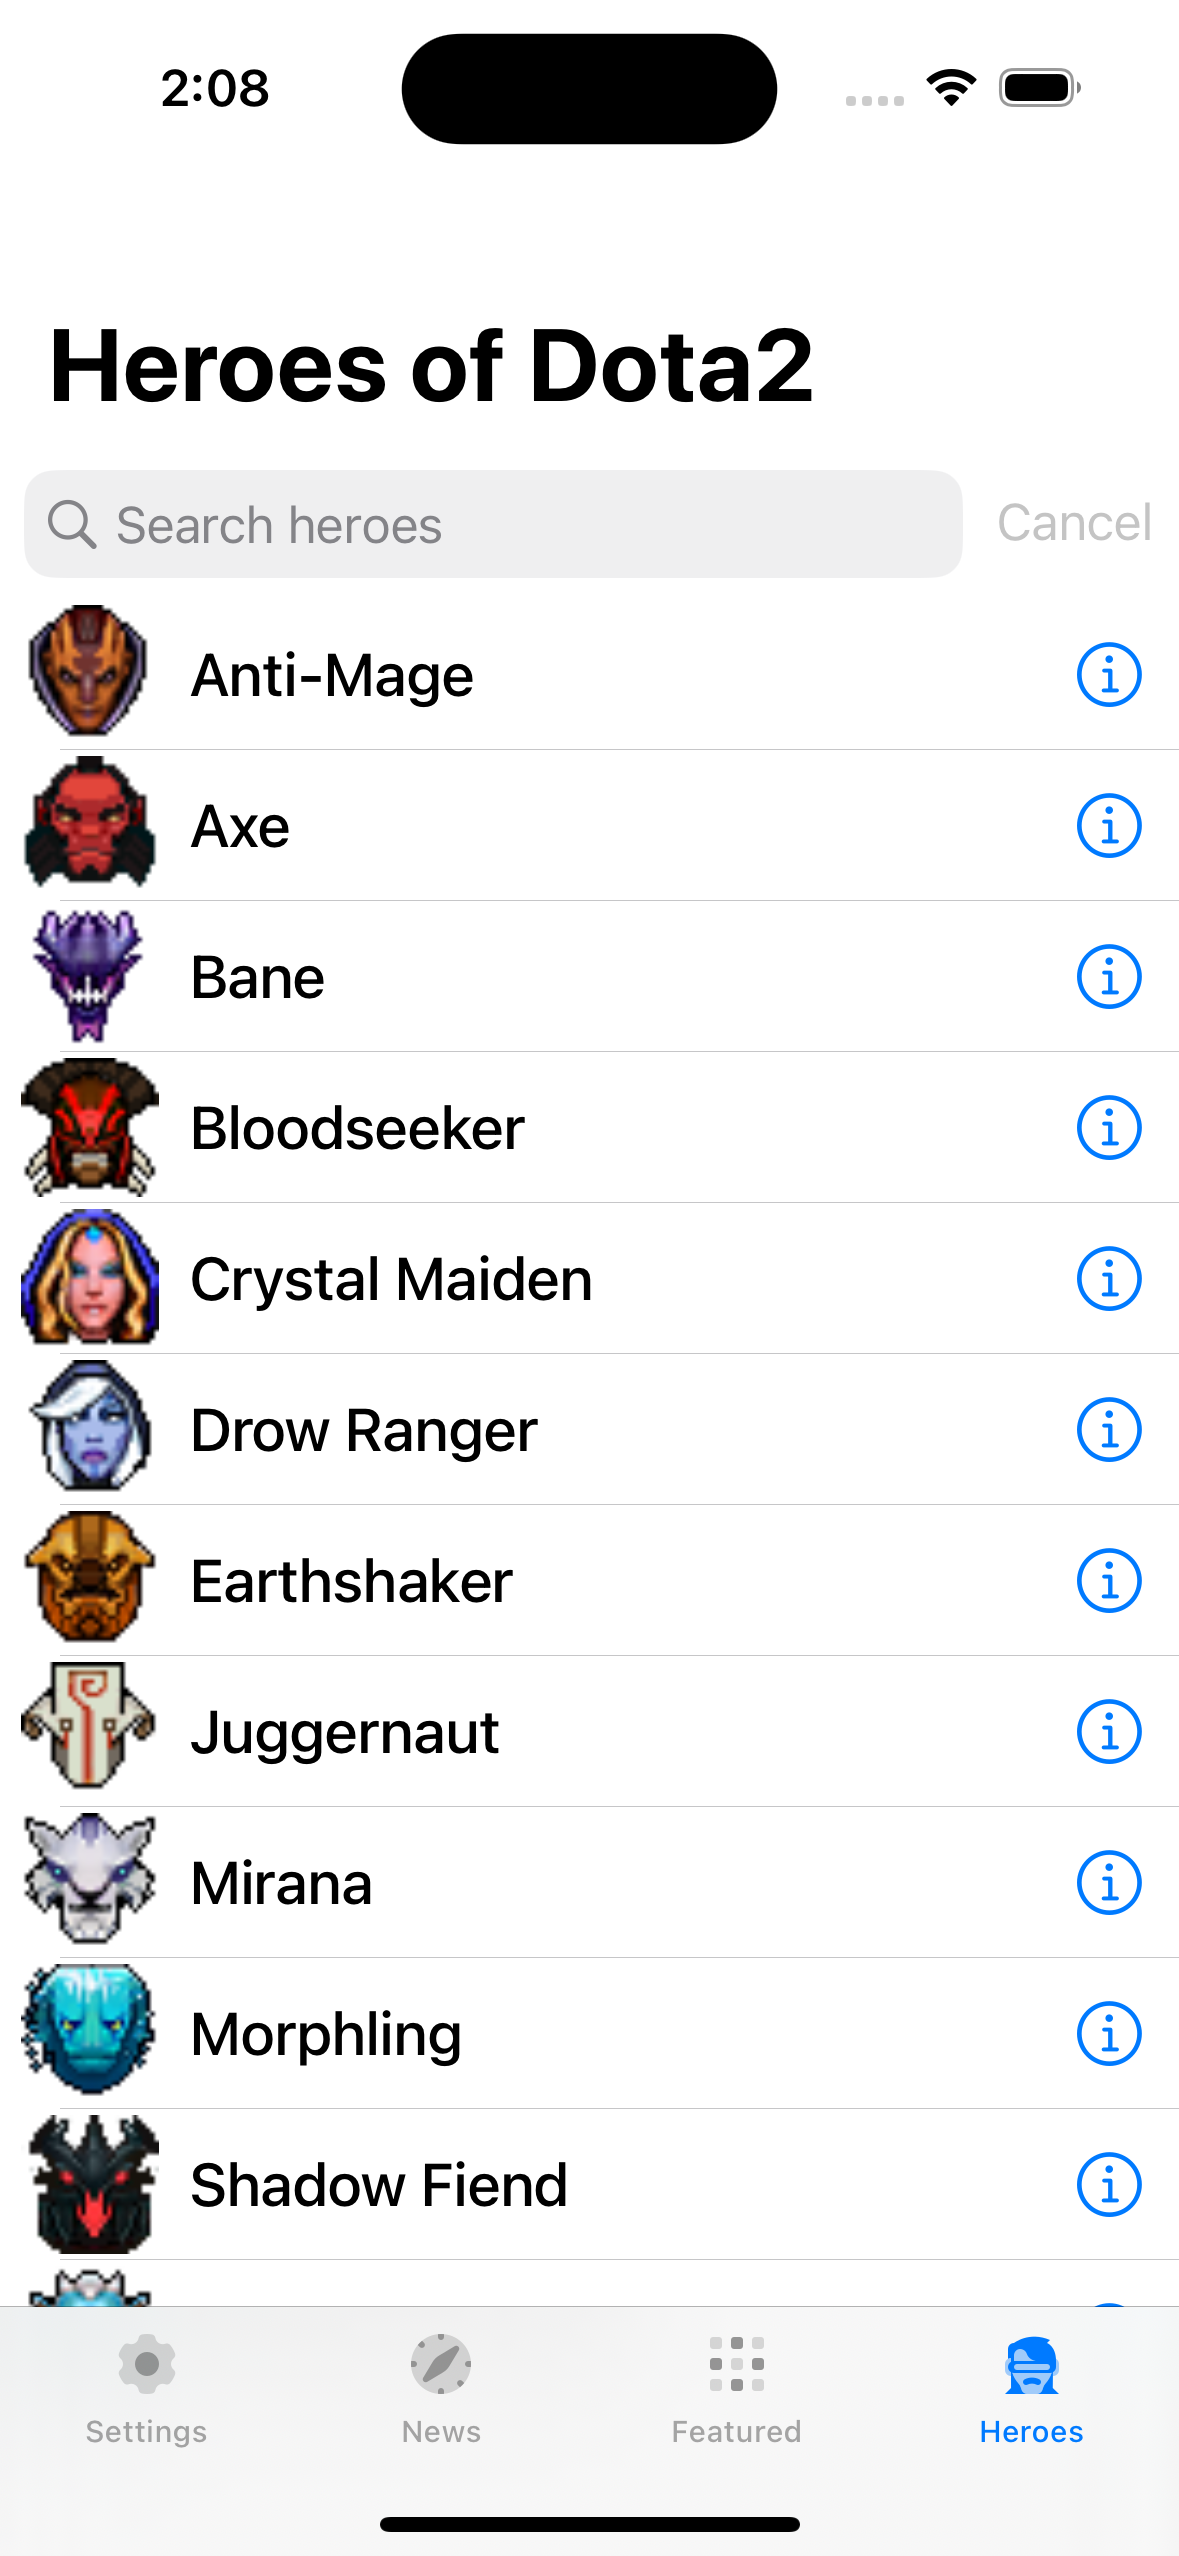 2:08
Heroes of Dota2
Search heroes
Cancel
Anti-Mage
Axe
Bane
Bloodseeker
Crystal Maiden
Drow Ranger
Earthshaker
Juggernaut
Mirana
Morphling
Shadow Fiend
Settings
News
Featured
Heroes